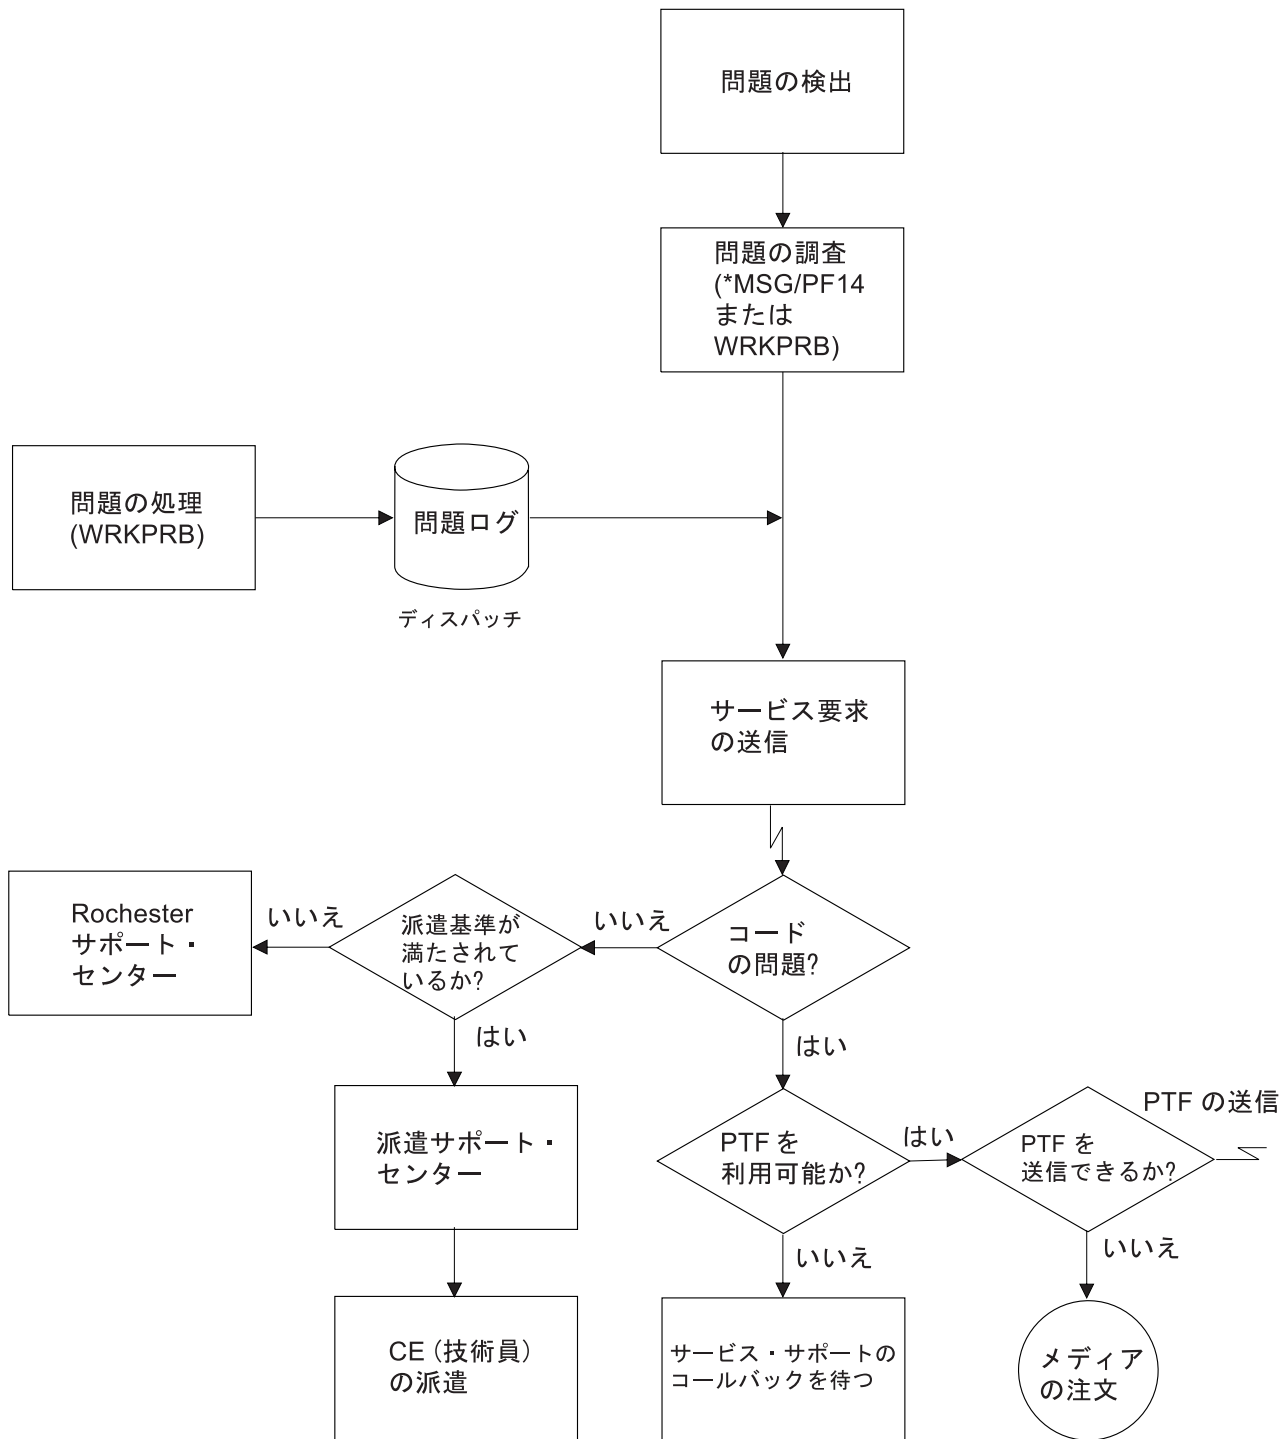 問題の検出
問題の調査
(*MSG/PF14
または
WRKPRB)
問題の処理
(WRKPRB)
問題ログ
ディスパッチ
サービス要求
の送信
Rochester
サポート・
センター
いいえ
派遣基準が
満たされて
いるか?
いいえ
コード
の問題?
はい
はい
派遣サポート・
センター
PTF を
利用可能か?
はい
PTF を
送信できるか?
PTF の送信
いいえ
いいえ
CE (技術員)
の派遣
サービス・サポートの
コールバックを待つ
メディア
の注文